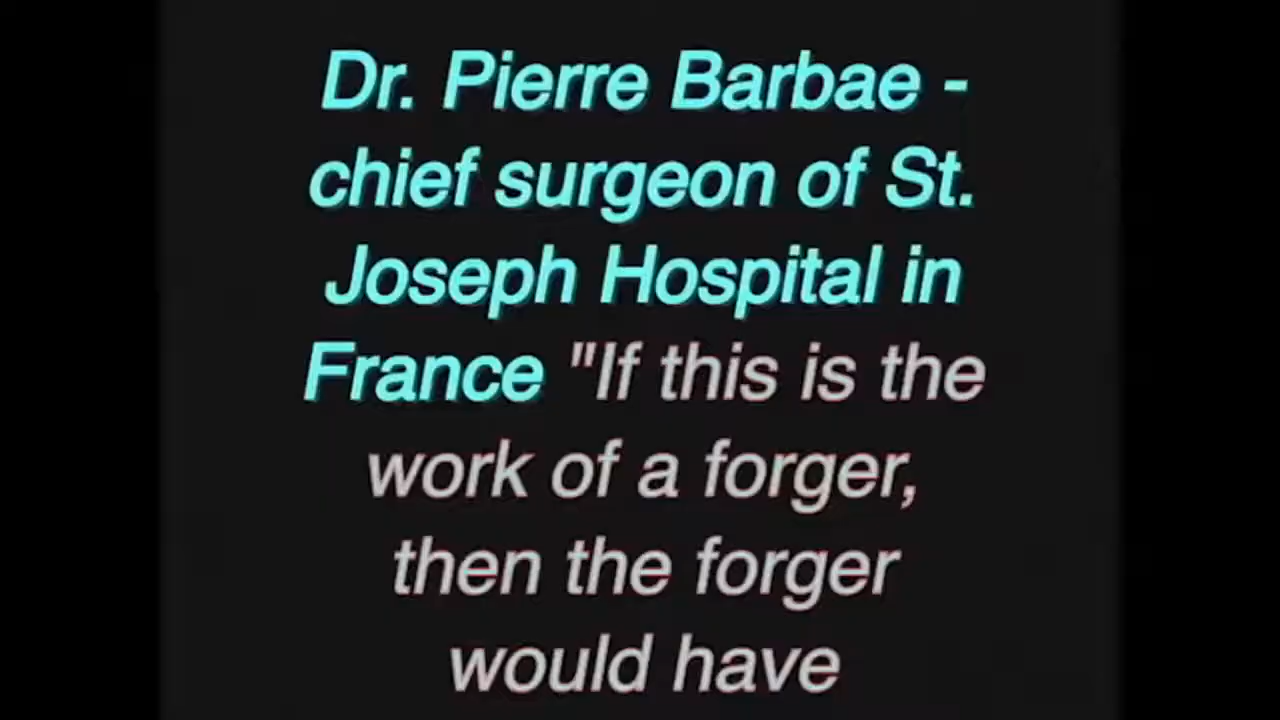 Dr. Pierre Barbae -
chief surgeon of St.
Joseph Hospital in
France "If this is the
work of a forger,
then the forger
would have